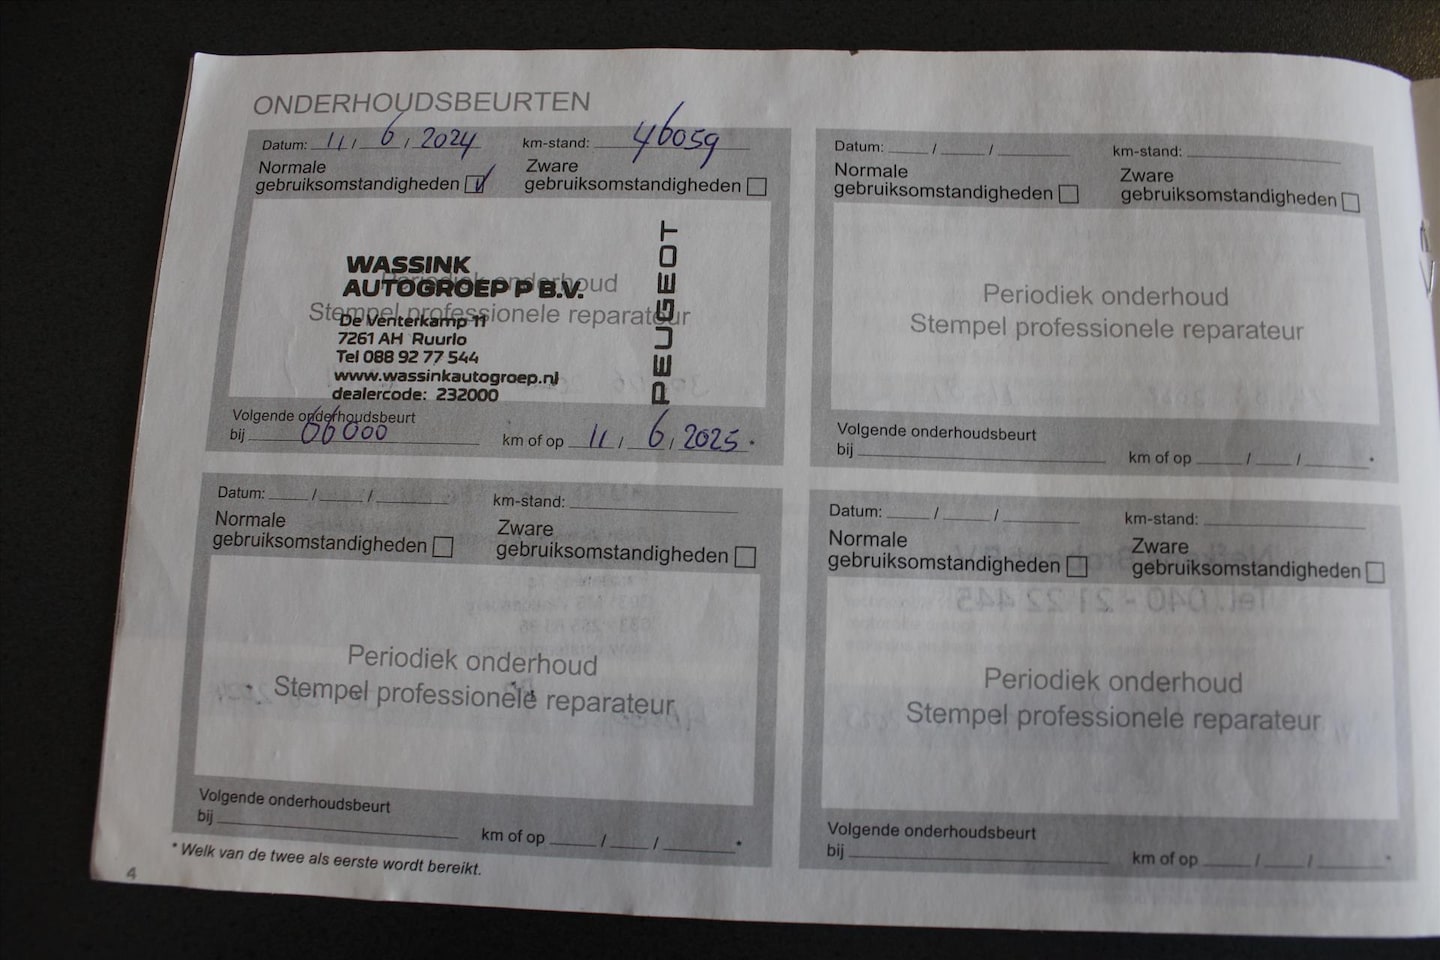 ONDERHOUDSBEURTEN
Datum: 11 / 6 / 2024 km-stand: 46059
Normale gebruiksomstandigheden ☑ Zware gebruiksomstandigheden ☐
Periodiek onderhoud
Stempel professionele reparateur
WASSINK
AUTOGROEP P B.V.
De Venterkamp 11
7261 AH Ruurlo
Tel 088 92 77 544
www.wassinkautogroep.nl
dealercode: 232000
PEUGEOT
Volgende onderhoudsbeurt
bij 66000 km of op 11 / 6 / 2025 *
Datum: / / km-stand:
Normale gebruiksomstandigheden ☐ Zware gebruiksomstandigheden ☐
Periodiek onderhoud
Stempel professionele reparateur
Volgende onderhoudsbeurt
bij km of op / / *
Datum: / / km-stand:
Normale gebruiksomstandigheden ☐ Zware gebruiksomstandigheden ☐
Periodiek onderhoud
Stempel professionele reparateur
Volgende onderhoudsbeurt
bij km of op / / *
Datum: / / km-stand:
Normale gebruiksomstandigheden ☐ Zware gebruiksomstandigheden ☐
Periodiek onderhoud
Stempel professionele reparateur
Volgende onderhoudsbeurt
bij km of op / / *
* Welk van de twee als eerste wordt bereikt.
4